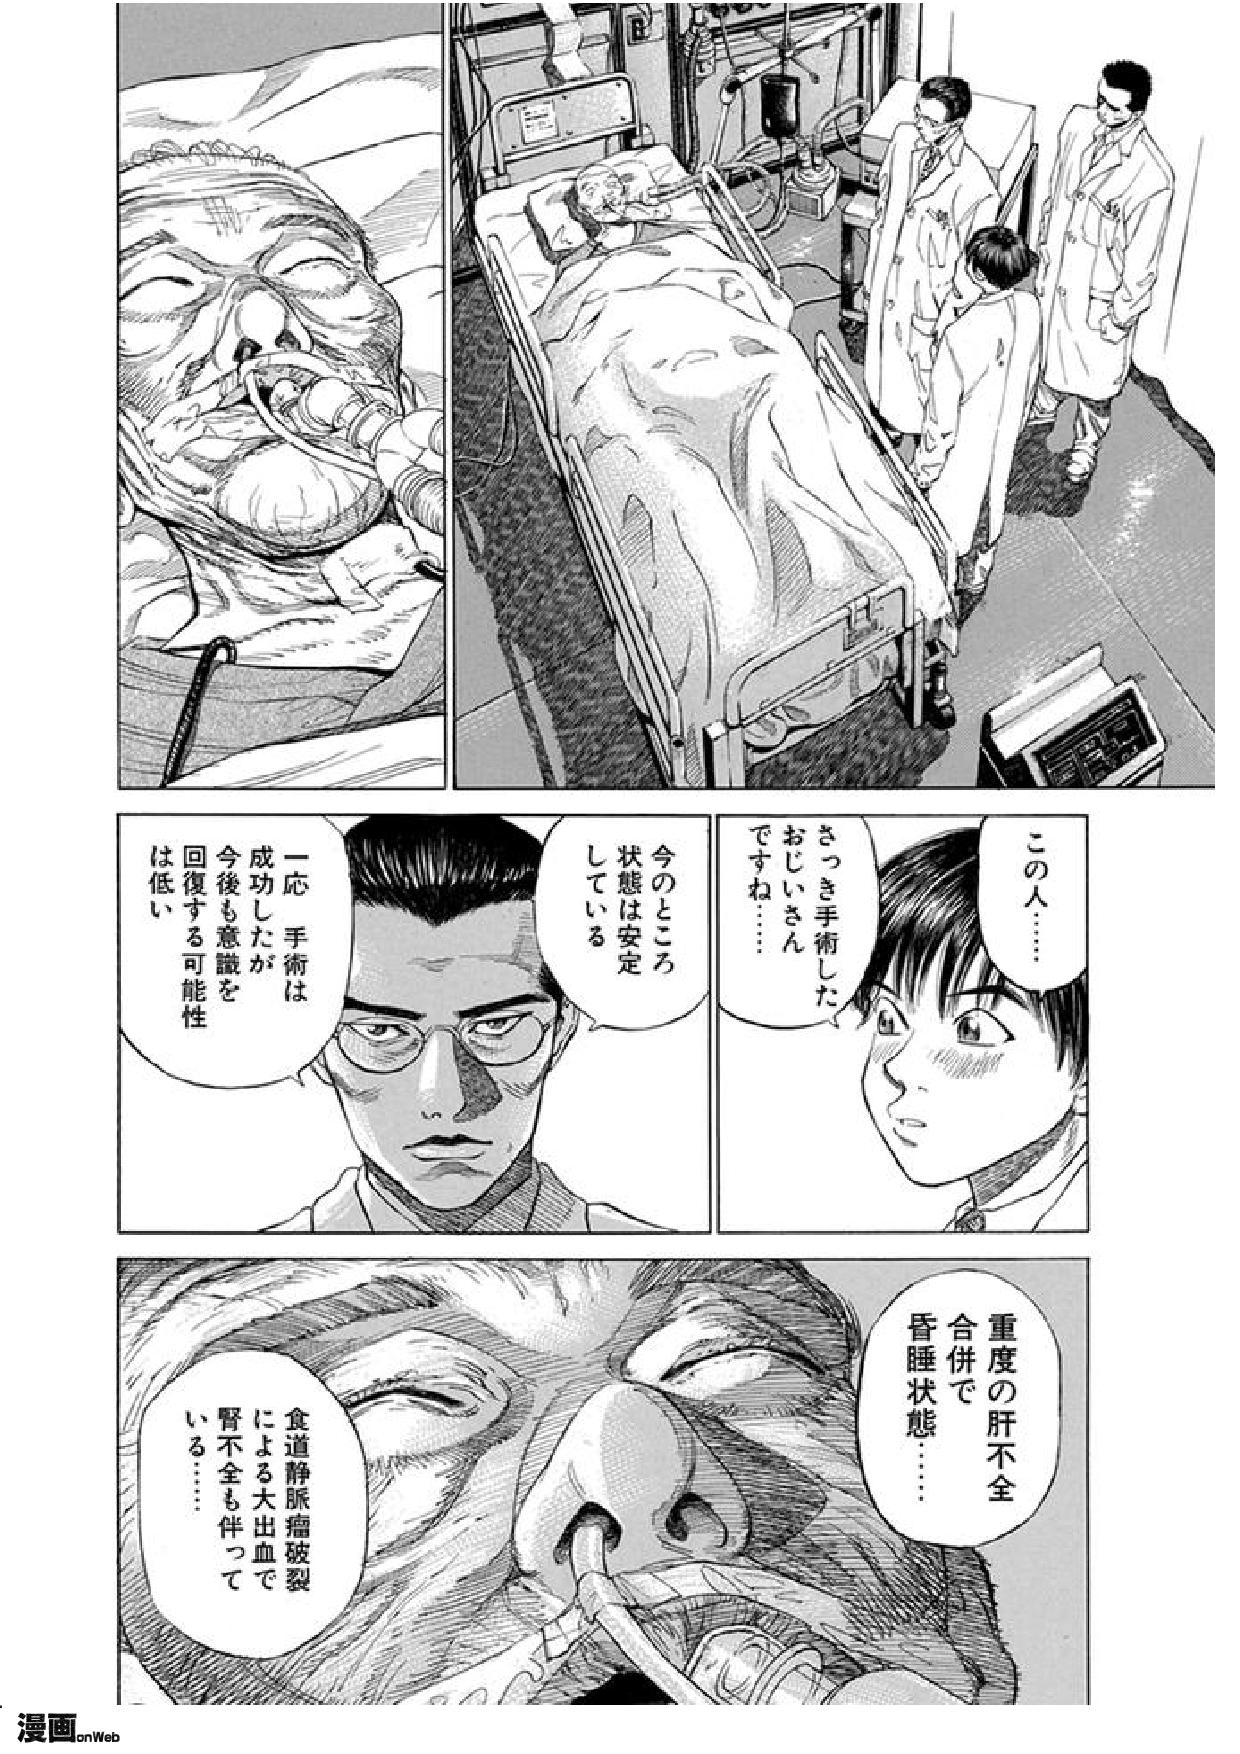 この人……
さっき手術した
おじいさん
ですね……
今のところ
状態は安定
している
一応　手術は
成功したが
今後も意識を
回復する可能性
は低い
重度の肝不全
合併で
昏睡状態……
食道静脈瘤破裂
による大出血で
腎不全も伴って
いる……
漫画onWeb